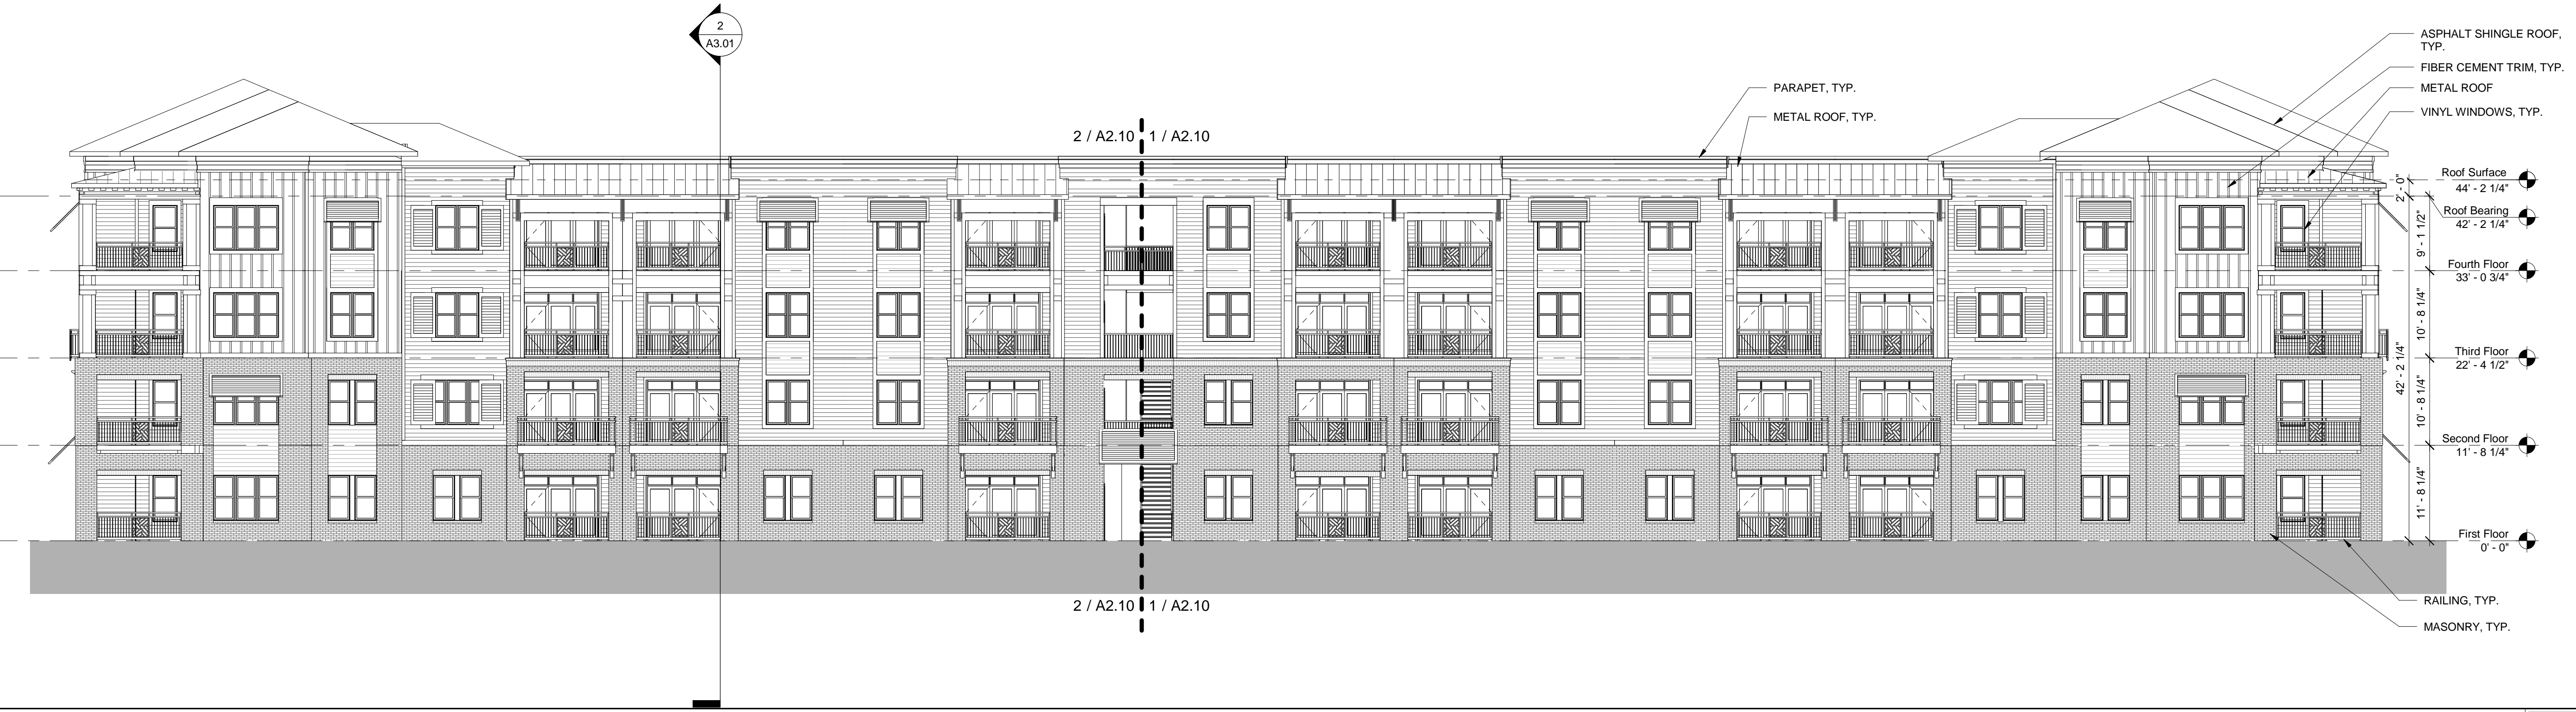 2
A3.01
ASPHALT SHINGLE ROOF,
TYP.
FIBER CEMENT TRIM, TYP.
METAL ROOF
VINYL WINDOWS, TYP.
PARAPET, TYP.
METAL ROOF, TYP.
2 / A2.10
1 / A2.10
Roof Surface
44' - 2 1/4"
2' - 0"
Roof Bearing
42' - 2 1/4"
9' - 1 1/2"
Fourth Floor
33' - 0 3/4"
10' - 8 1/4"
Third Floor
22' - 4 1/2"
42' - 2 1/4"
10' - 8 1/4"
Second Floor
11' - 8 1/4"
11' - 8 1/4"
First Floor
0' - 0"
2 / A2.10
1 / A2.10
RAILING, TYP.
MASONRY, TYP.